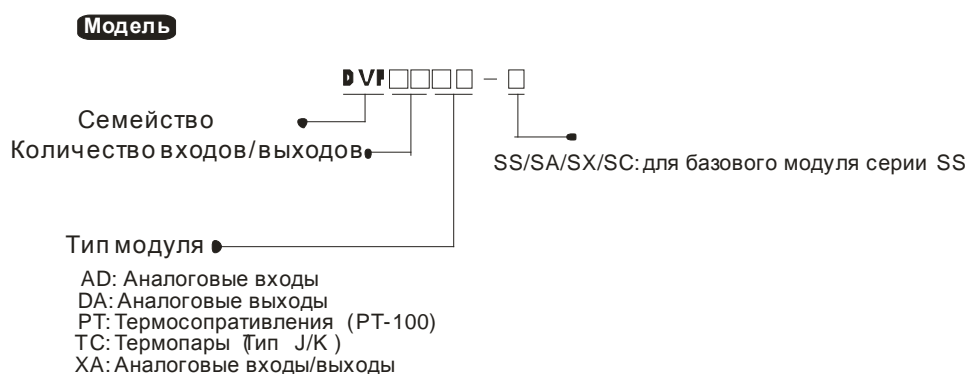 Модель
DVP□□□□ – □
Семейство
Количество входов/выходов
SS/SA/SX/SC: для базового модуля серии SS
Тип модуля
AD: Аналоговые входы
DA: Аналоговые выходы
PT: Термосопративления (PT-100)
TC: Термопары (Тип J/K )
XA: Аналоговые входы/выходы